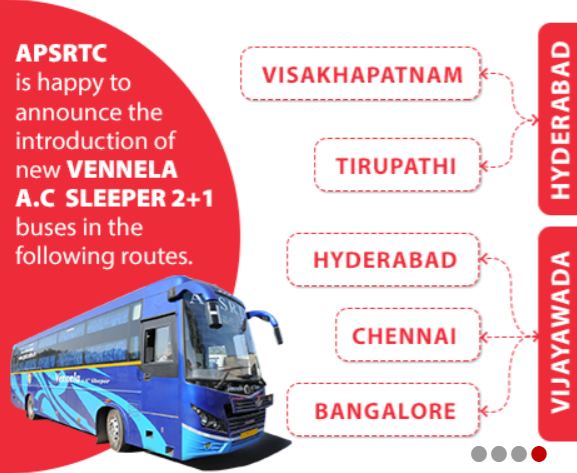 APSRTC
is happy to
announce the
introduction of
new VENNELA
A.C SLEEPER 2+1
buses in the
following routes.
VISAKHAPATNAM
TIRUPATHI
HYDERABAD
HYDERABAD
CHENNAI
BANGALORE
VIJAYAWADA
APSR
Vennela A.C Sleeper